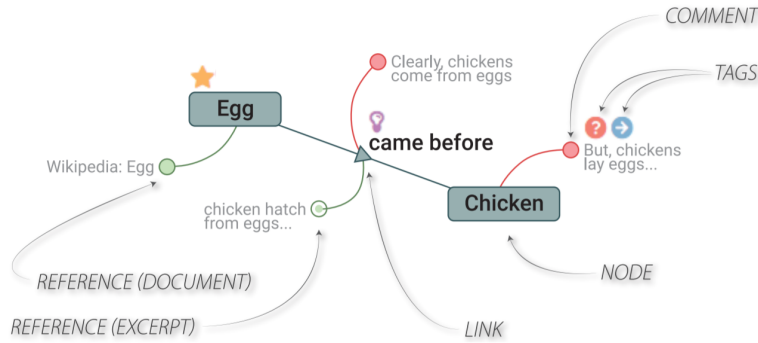 COMMENT
TAGS
Clearly, chickens
come from eggs
Egg
?
came before
But, chickens
lay eggs...
Wikipedia: Egg
Chicken
chicken hatch
from eggs...
NODE
REFERENCE (DOCUMENT)
REFERENCE (EXCERPT)
LINK